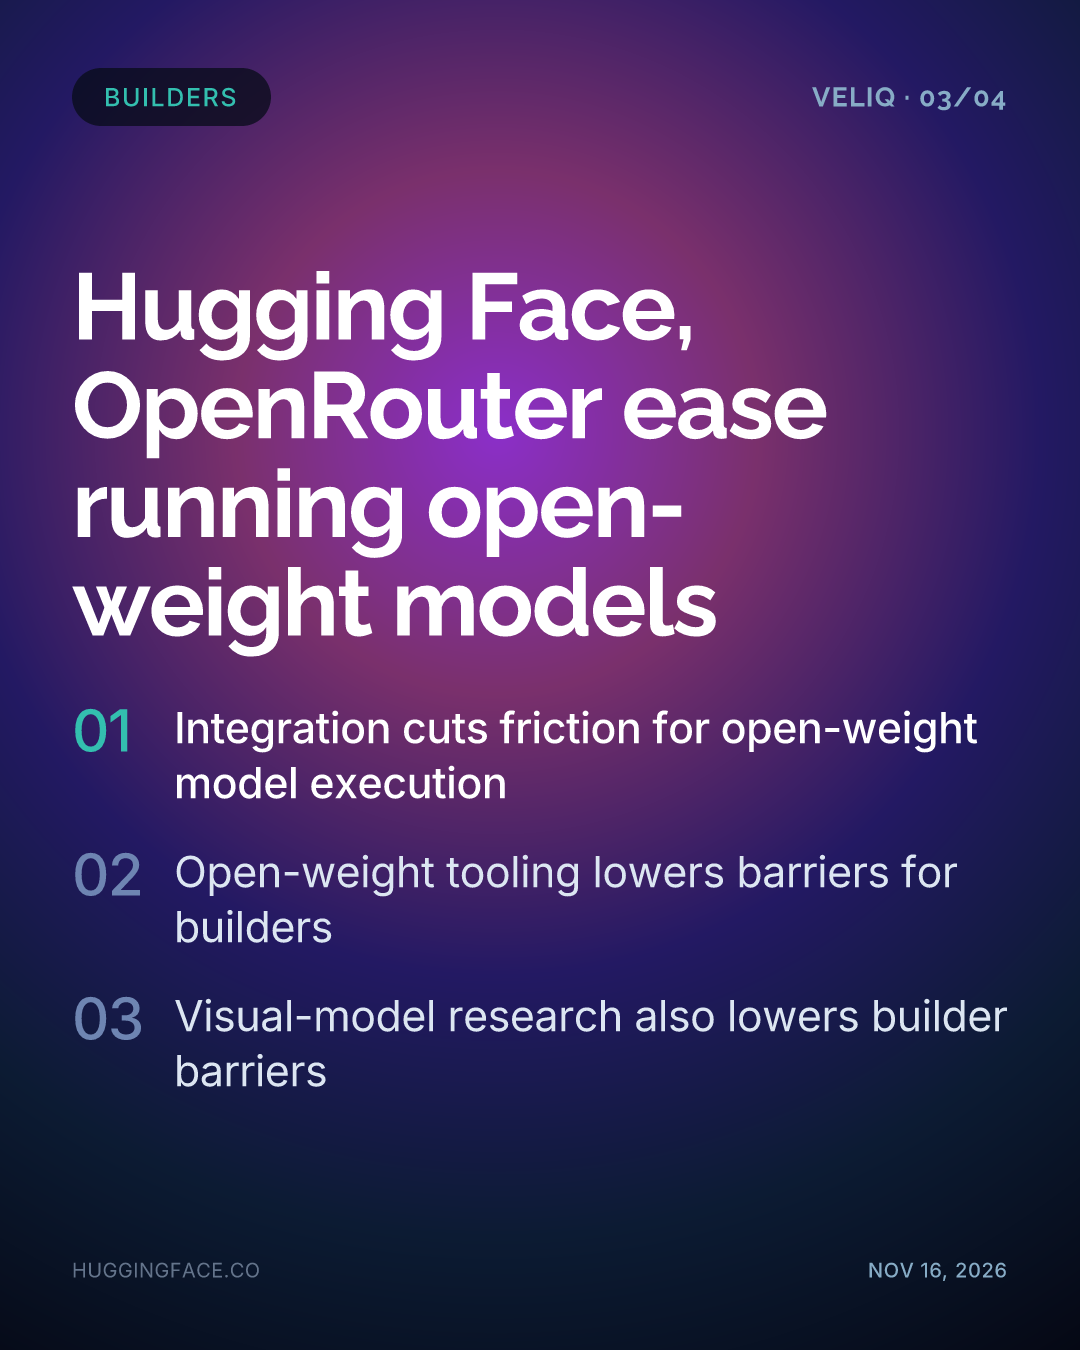 BUILDERS
VELIQ · 03/04
Hugging Face,
OpenRouter ease
running open-
weight models
01 Integration cuts friction for open-weight
model execution
02 Open-weight tooling lowers barriers for
builders
03 Visual-model research also lowers builder
barriers
HUGGINGFACE.CO
NOV 16, 2026